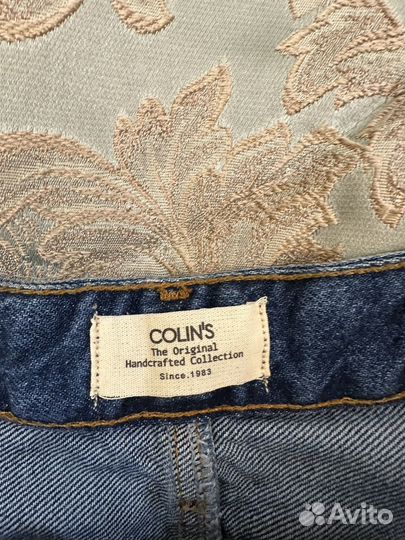 COLIN'S
The Original
Handcrafted Collection
Since.1983
Avito